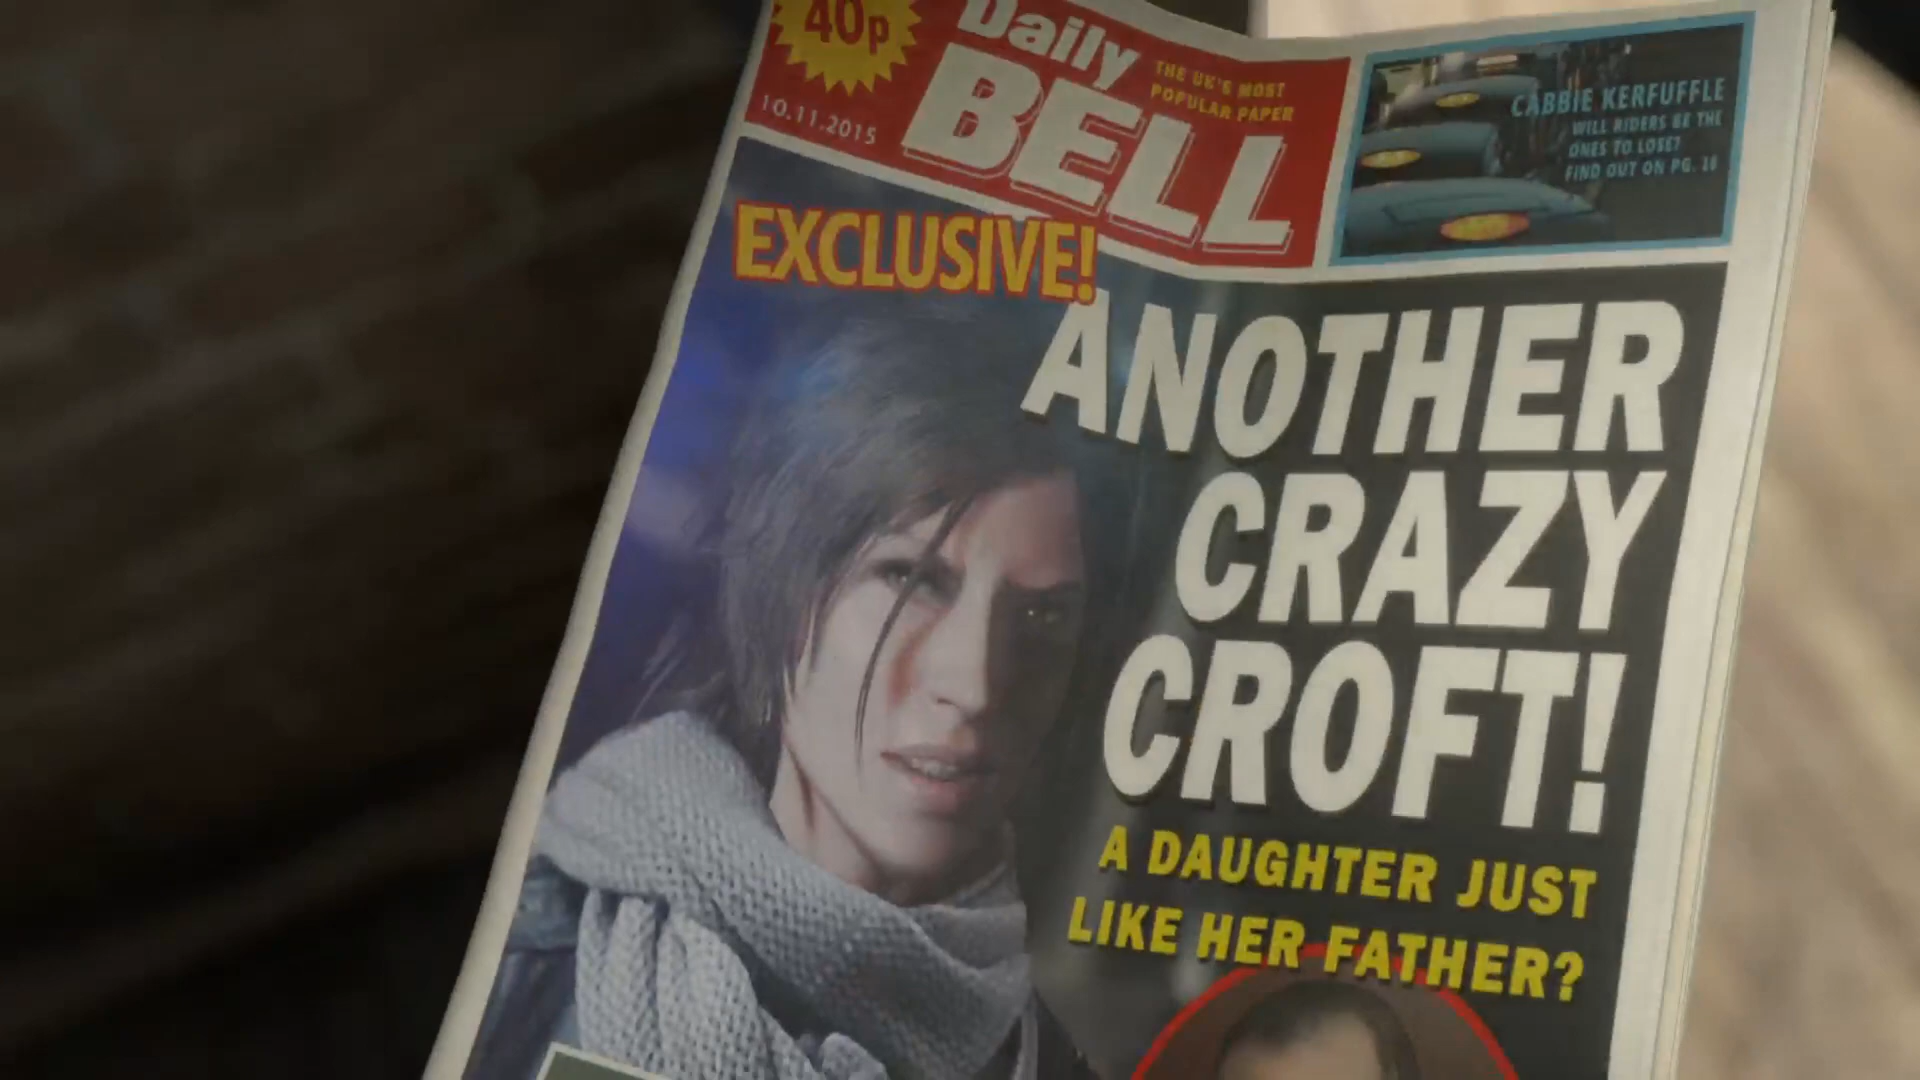 40p
10.11.2015
Daily
BELL
THE UK'S MOST
POPULAR PAPER
CABBIE KERFUFFLE
WILL RIDERS BE THE
ONES TO LOSE?
FIND OUT ON PG. 18
EXCLUSIVE!
ANOTHER
CRAZY
CROFT!
A DAUGHTER JUST
LIKE HER FATHER?